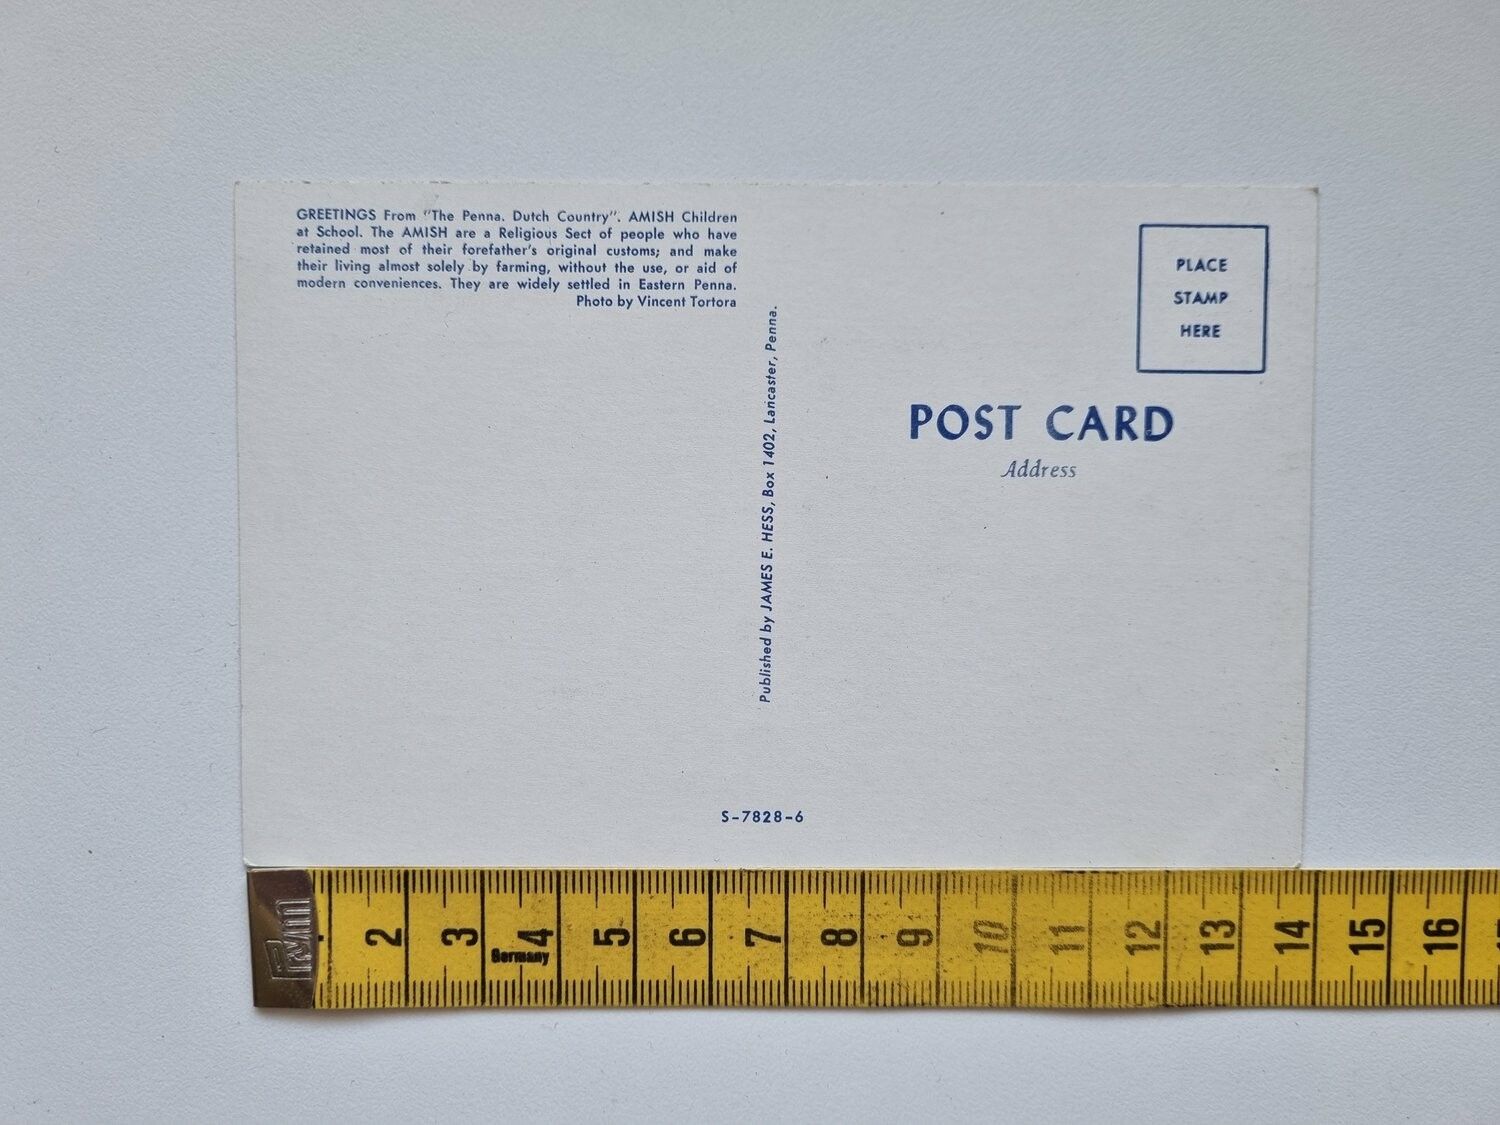 GREETINGS From "The Penna. Dutch Country". AMISH Children
at School. The AMISH are a Religious Sect of people who have
retained most of their forefather's original customs; and make
their living almost solely by farming, without the use, or aid of
modern conveniences. They are widely settled in Eastern Penna.
Photo by Vincent Tortora
Published by JAMES E. HESS, Box 1402, Lancaster, Penna.
PLACE
STAMP
HERE
POST CARD
Address
S-7828-6
2 3 4 5 6 7 8 9 10 11 12 13 14 15 16
Germany